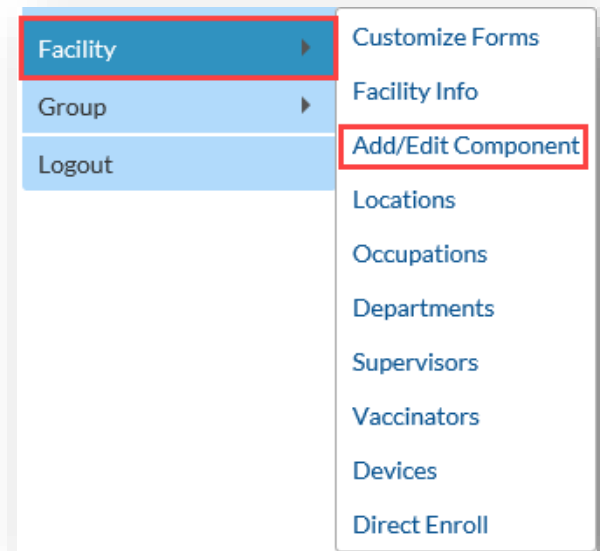 Facility
Group
Logout
Customize Forms
Facility Info
Add/Edit Component
Locations
Occupations
Departments
Supervisors
Vaccinators
Devices
Direct Enroll